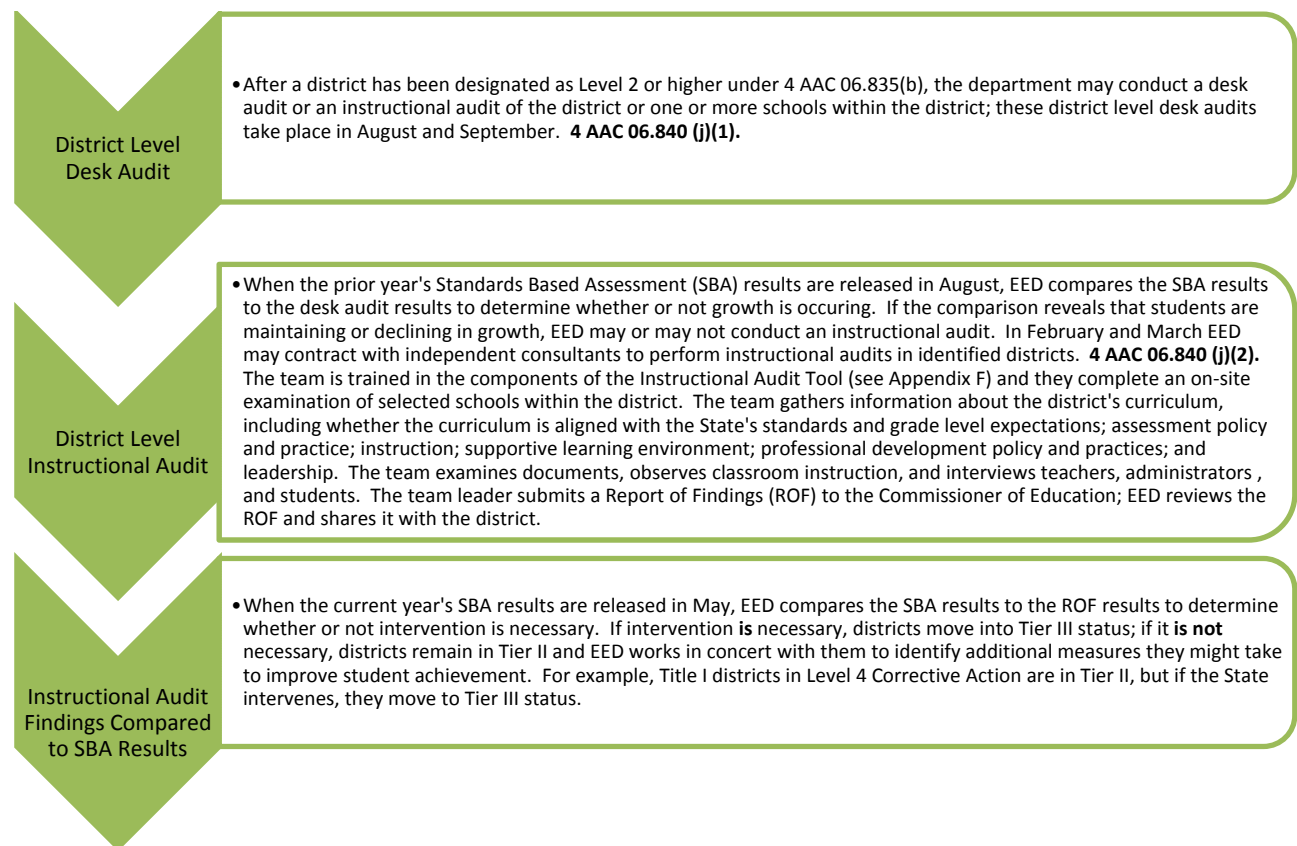 District Level
Desk Audit
•After a district has been designated as Level 2 or higher under 4 AAC 06.835(b), the department may conduct a desk
audit or an instructional audit of the district or one or more schools within the district; these district level desk audits
take place in August and September.  4 AAC 06.840 (j)(1).
District Level
Instructional Audit
•When the prior year's Standards Based Assessment (SBA) results are released in August, EED compares the SBA results
to the desk audit results to determine whether or not growth is occuring.  If the comparison reveals that students are
maintaining or declining in growth, EED may or may not conduct an instructional audit.  In February and March EED
may contract with independent consultants to perform instructional audits in identified districts.  4 AAC 06.840 (j)(2).
The team is trained in the components of the Instructional Audit Tool (see Appendix F) and they complete an on-site
examination of selected schools within the district.  The team gathers information about the district's curriculum,
including whether the curriculum is aligned with the State's standards and grade level expectations; assessment policy
and practice; instruction; supportive learning environment; professional development policy and practices; and
leadership.  The team examines documents, observes classroom instruction, and interviews teachers, administrators ,
and students.  The team leader submits a Report of Findings (ROF) to the Commissioner of Education; EED reviews the
ROF and shares it with the district.
Instructional Audit
Findings Compared
to SBA Results
•When the current year's SBA results are released in May, EED compares the SBA results to the ROF results to determine
whether or not intervention is necessary.  If intervention is necessary, districts move into Tier III status; if it is not
necessary, districts remain in Tier II and EED works in concert with them to identify additional measures they might take
to improve student achievement.  For example, Title I districts in Level 4 Corrective Action are in Tier II, but if the State
intervenes, they move to Tier III status.